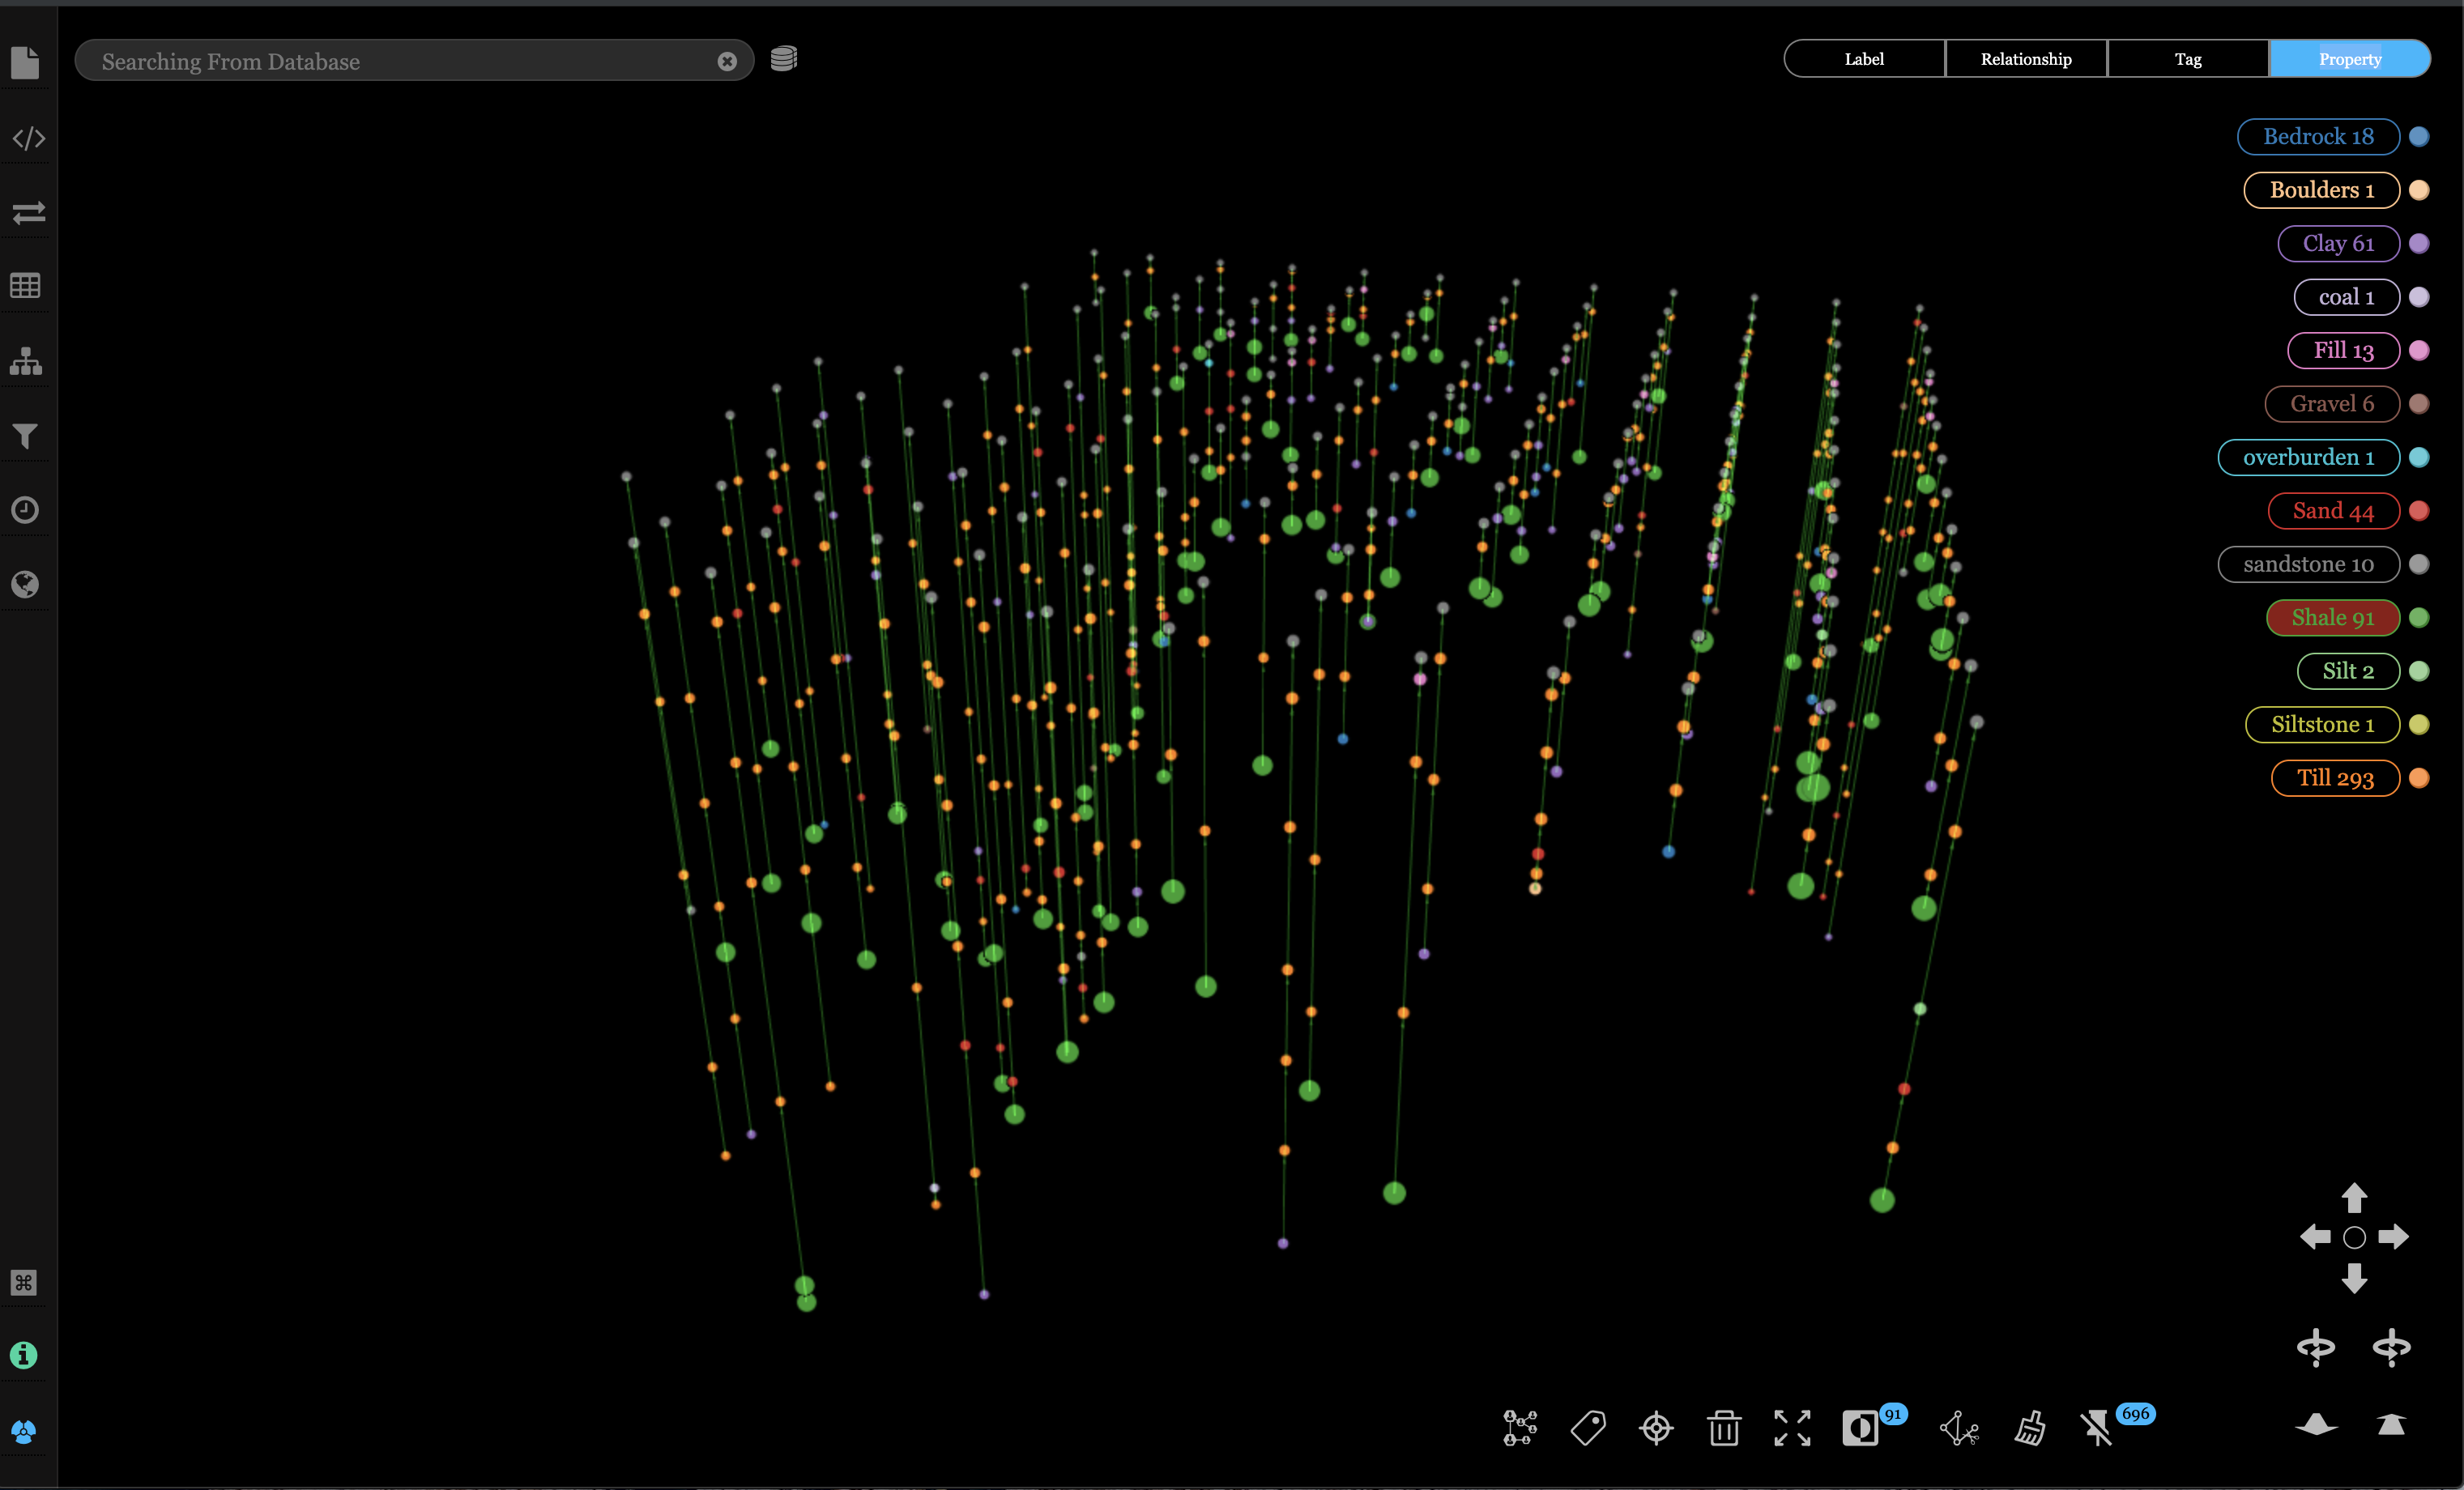 Searching From Database
Label Relationship Tag Property
Bedrock 18
Boulders 1
Clay 61
coal 1
Fill 13
Gravel 6
overburden 1
Sand 44
sandstone 10
Shale 91
Silt 2
Siltstone 1
Till 293
91
696